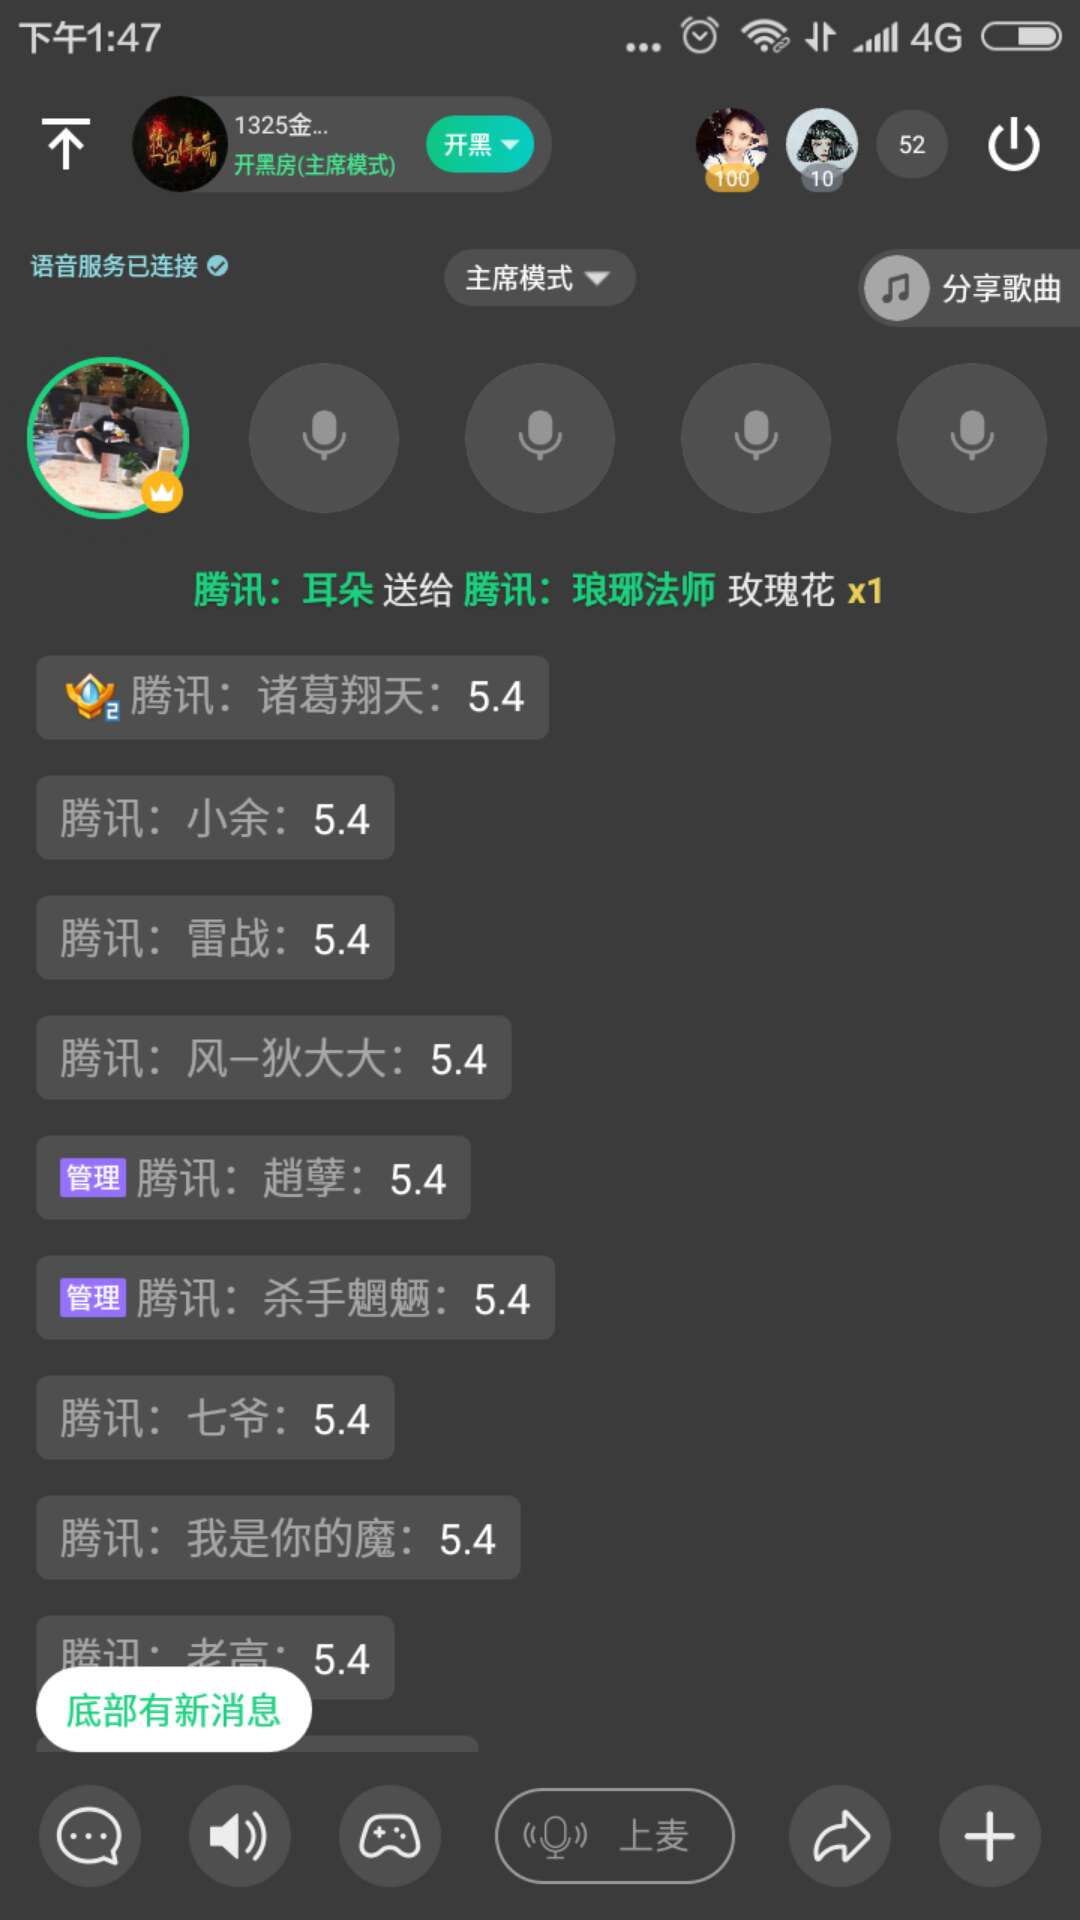 下午1:47
4G
热血传奇
1325金...
开黑房(主席模式)
开黑
100
10
52
语音服务已连接
主席模式
分享歌曲
腾讯：耳朵 送给 腾讯：琅琊法师 玫瑰花 x1
2 腾讯：诸葛翔天：5.4
腾讯：小余：5.4
腾讯：雷战：5.4
腾讯：风—狄大大：5.4
管理 腾讯：趙孽：5.4
管理 腾讯：杀手魍魉：5.4
腾讯：七爷：5.4
腾讯：我是你的魔：5.4
腾讯：老高：5.4
底部有新消息
上麦